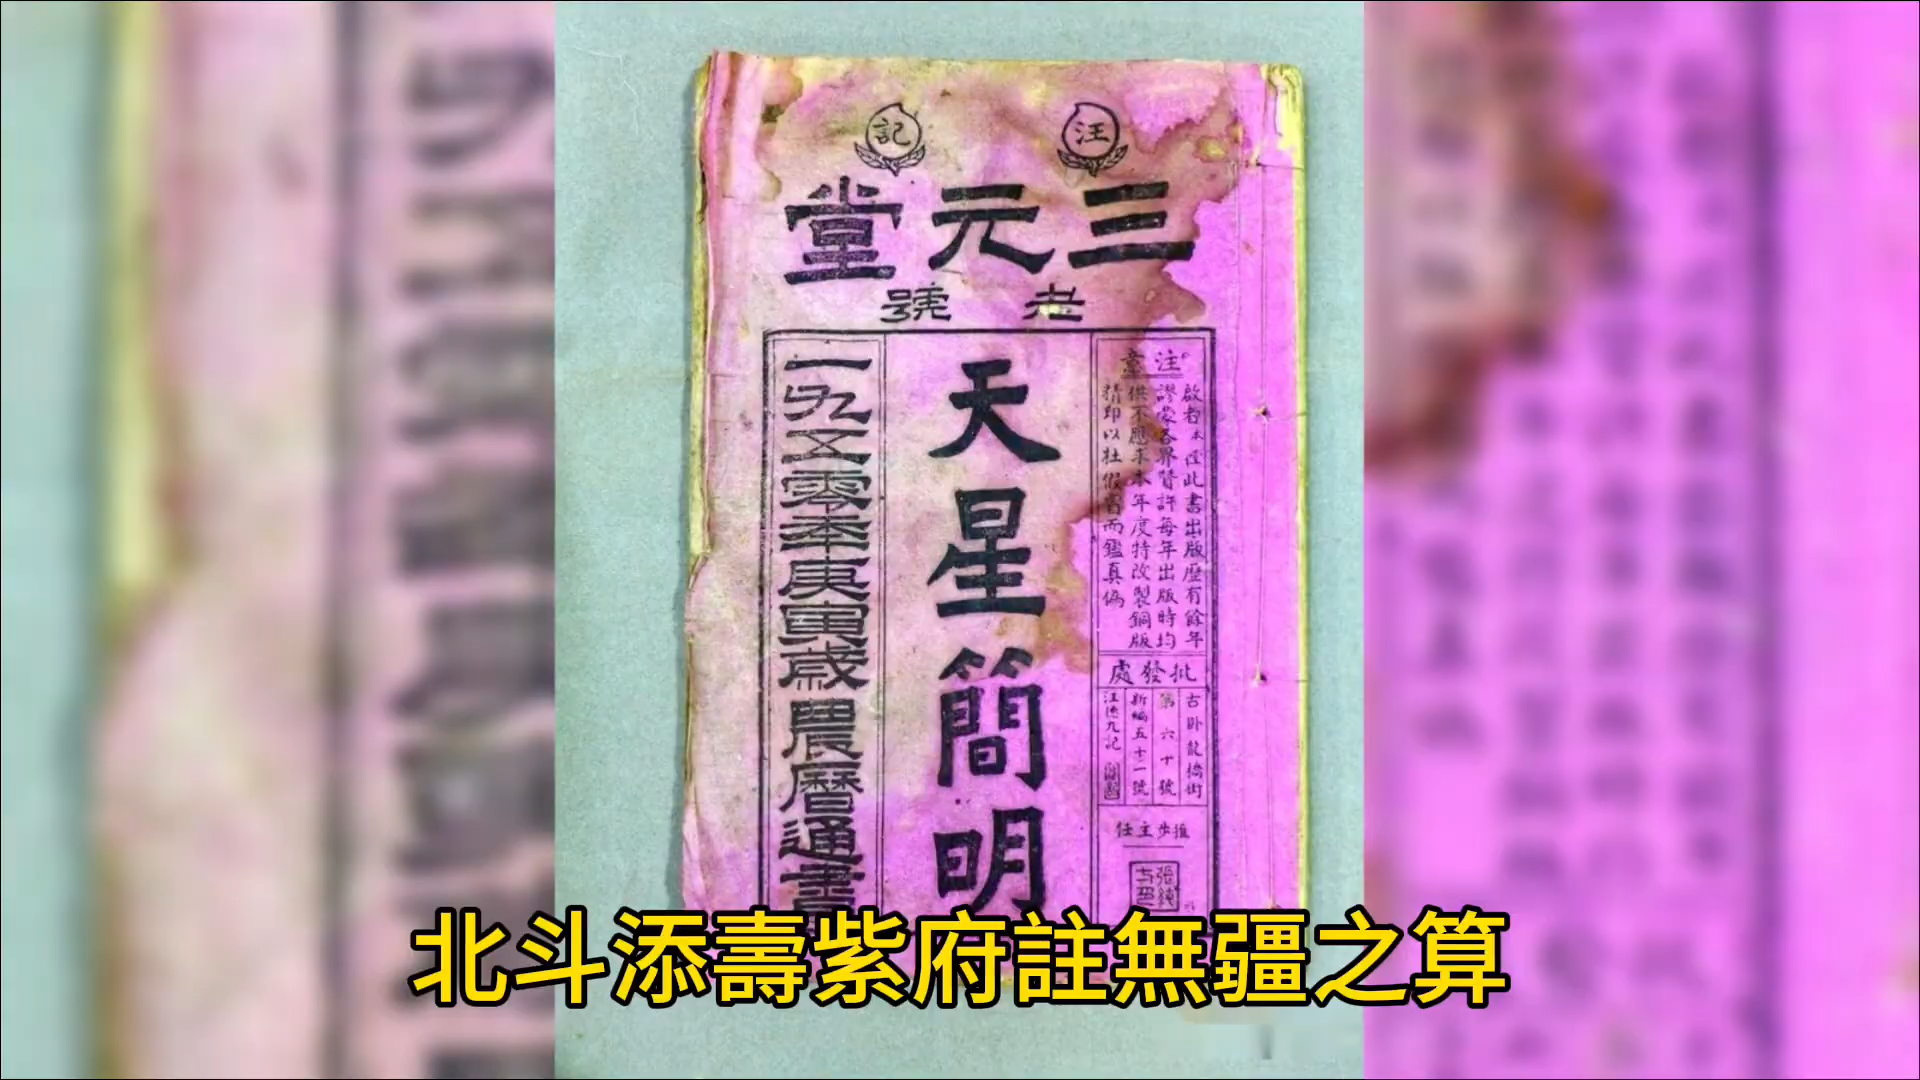 汪記
三元堂
老號
注意
啟者本堂此書出版歷有餘年
謬蒙各界贊許每年出版時均
供不應求本年度特改製銅版
精印以杜假冒而鑑真偽
批發處
古卧龍橋街
第六十號
新編五十一號
汪德九記
推步主任
天星簡明
一九五零年庚寅歲農曆通書
北斗添壽紫府註無疆之算